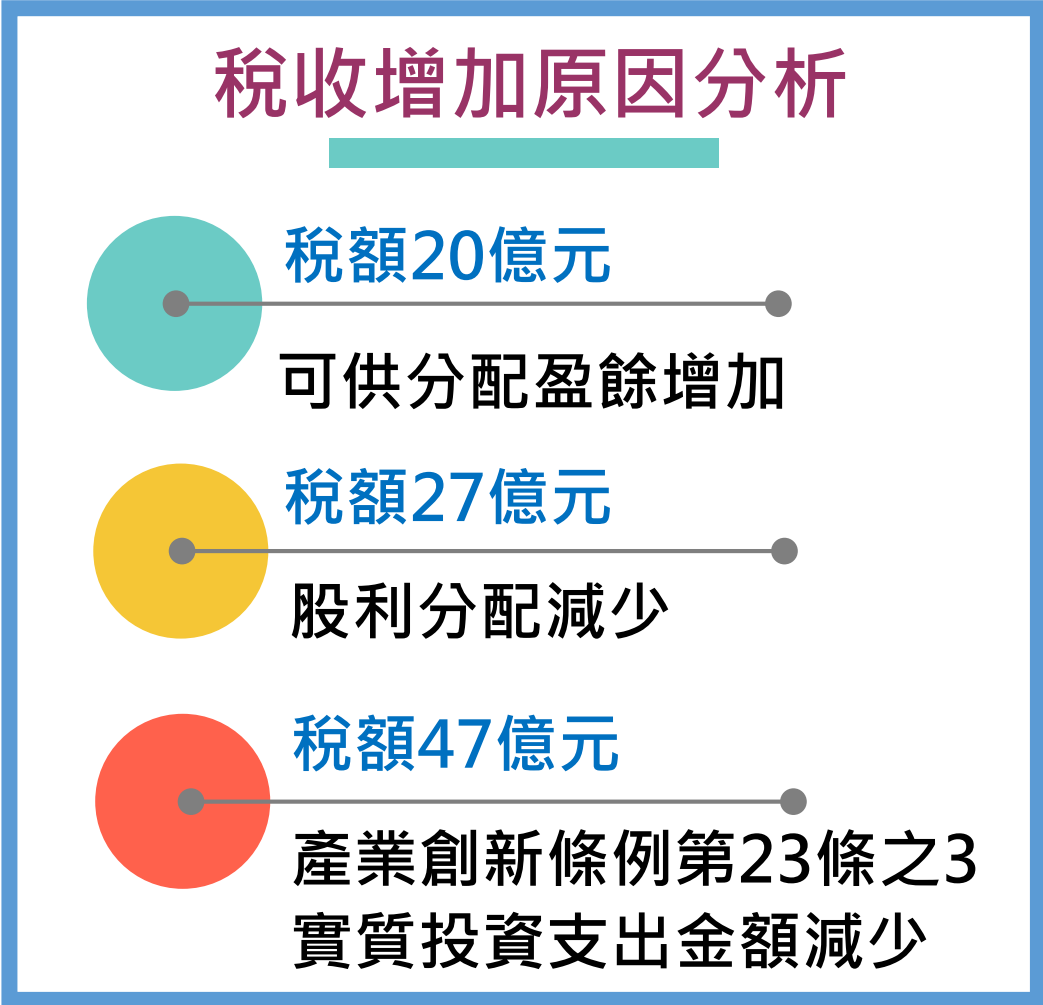 稅收增加原因分析
稅額20億元
可供分配盈餘增加
稅額27億元
股利分配減少
稅額47億元
產業創新條例第23條之3
實質投資支出金額減少